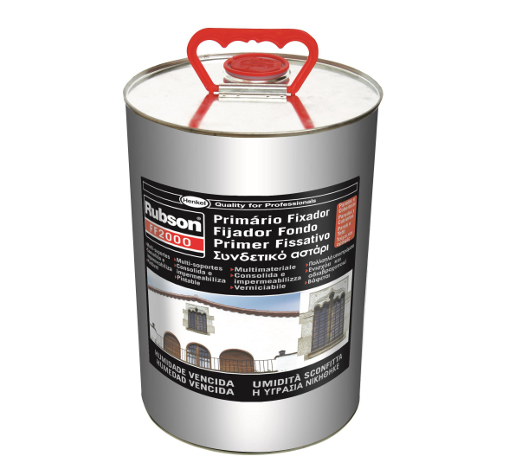 Henkel Quality for Professionals
Rubson
FF2000
Primário Fixador
Fijador Fondo
Primer Fissativo
Συνδετικό αστάρι
• Multi-soportes
• Consolida e
impermeabiliza
• Pintable
• Multimateriale
• Consolida e
impermeabilizza
• Verniciabile
HUMIDADE VENCIDA
HUMEDAD VENCIDA
UMIDITÀ SCONFITTA
Η ΥΓΡΑΣΙΑ ΝΙΚΗΘΗΚΕ